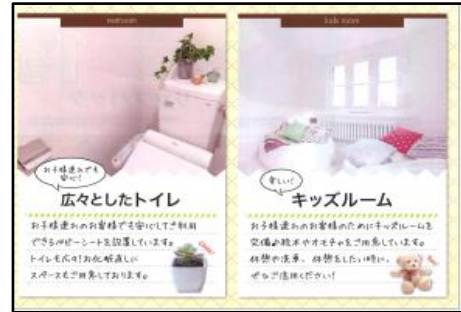 restroom
お子様連れでも
安心!
広々としたトイレ
お子様連れのお客様でも安心してご利用
できるベビーシートを設置しています。
トイレも広々!お化粧直しに
スペースもご用意しております。
kids room
楽しい!
キッズルーム
お子様連れのお客様のためにキッズルームを
完備♪絵本やオモチャをご用意しています。
休憩や洗車、休憩をしたい時に、
ぜひご活用ください!